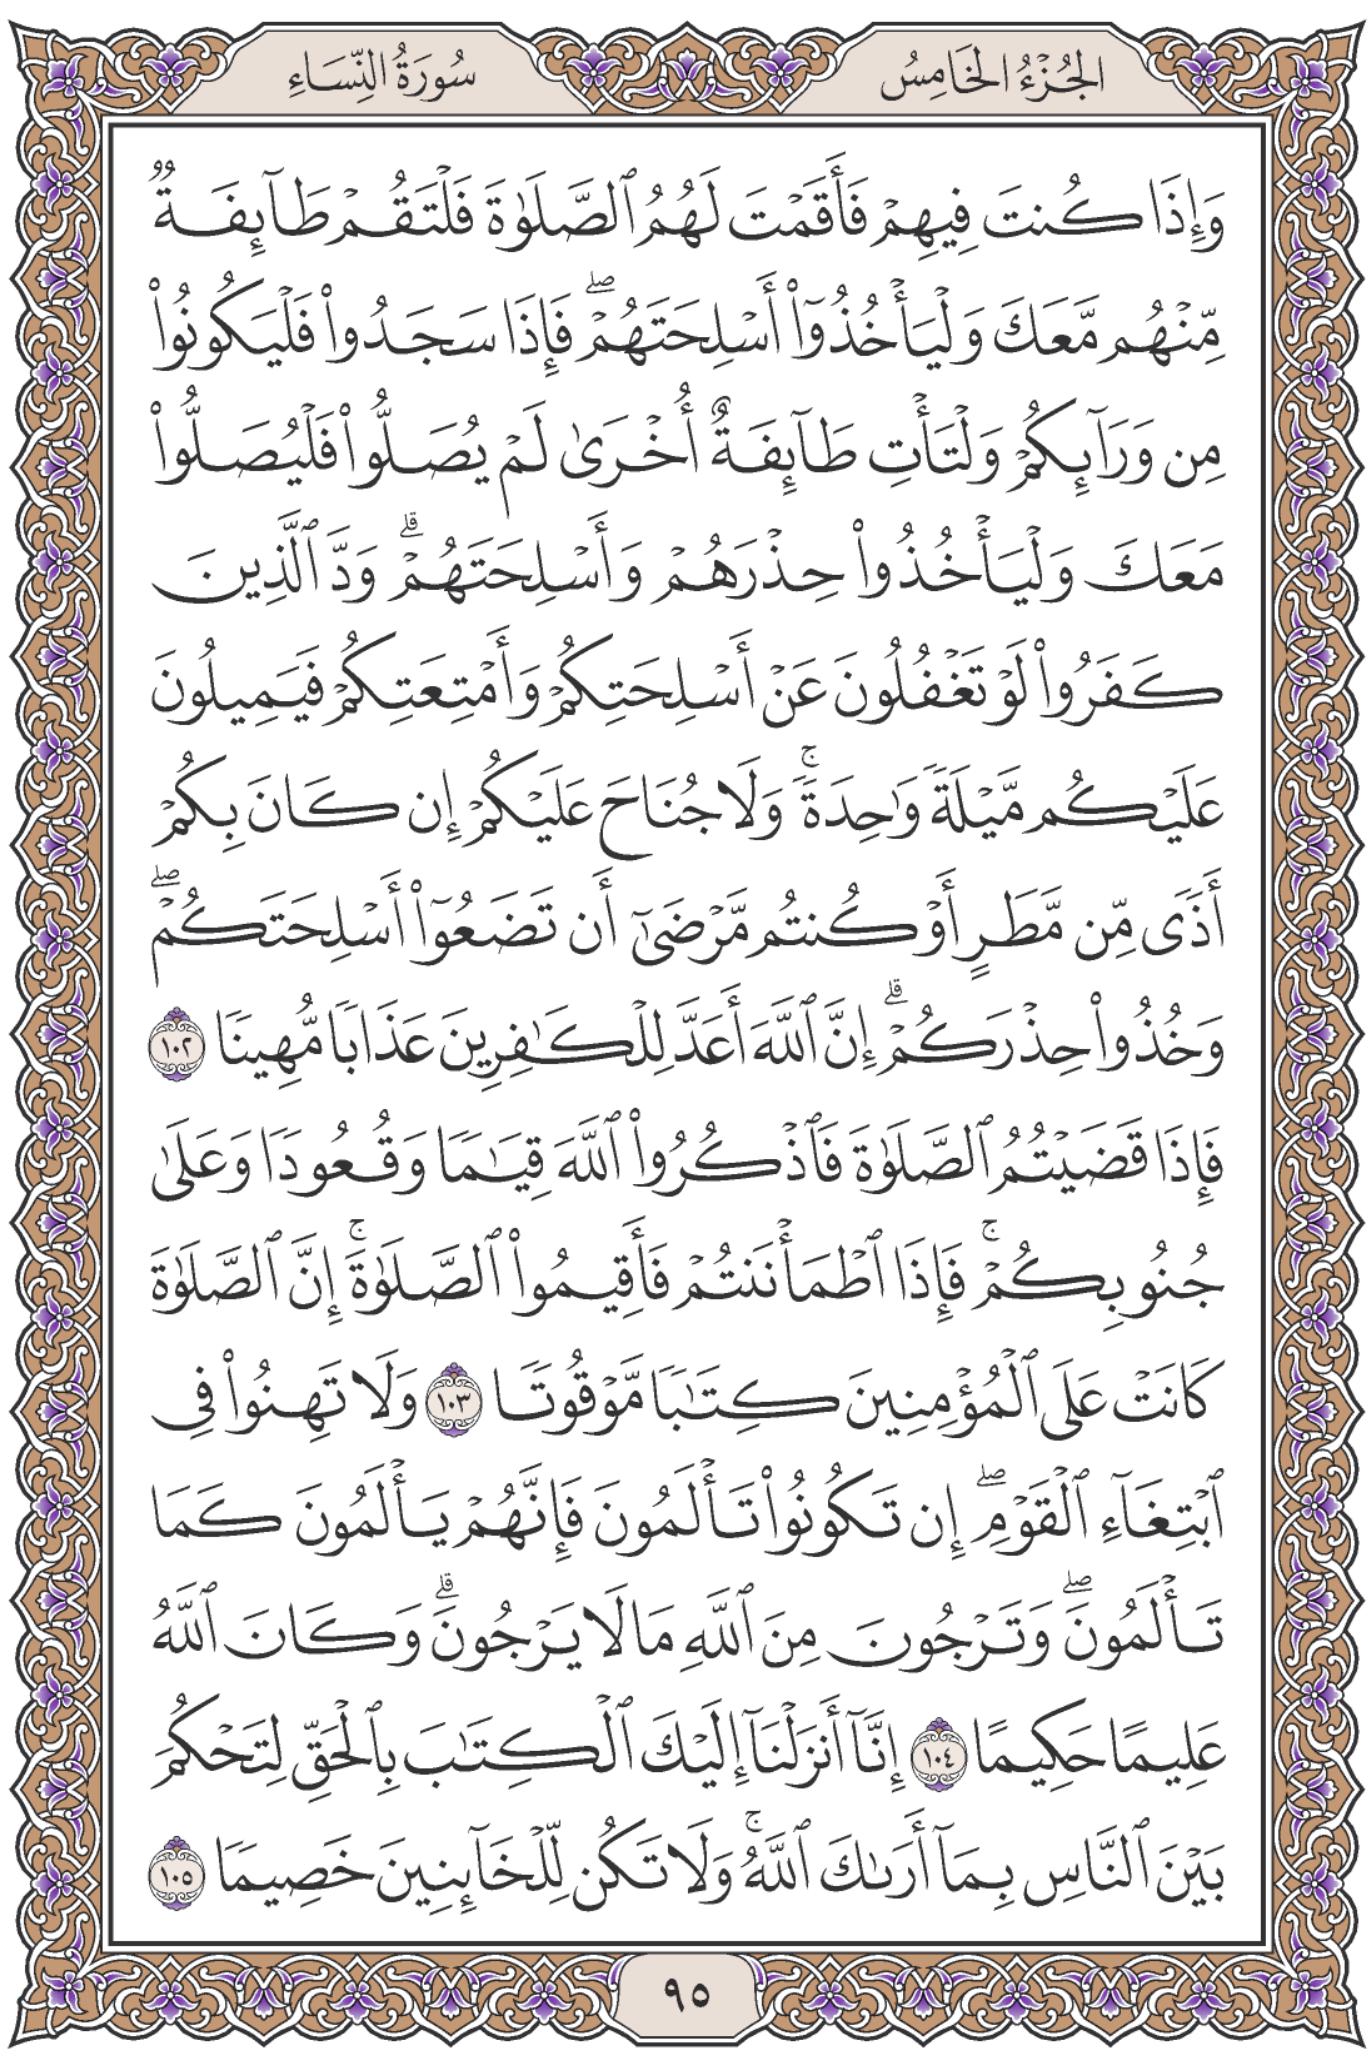 الجُزْءُ الخَامِسُ
سُورَةُ النِّسَاءِ
وَإِذَا كُنتَ فِيهِمْ فَأَقَمْتَ لَهُمُ ٱلصَّلَوٰةَ فَلْتَقُمْ طَآئِفَةٌ
مِّنْهُم مَّعَكَ وَلْيَأْخُذُوٓا۟ أَسْلِحَتَهُمْۖ فَإِذَا سَجَدُوا۟ فَلْيَكُونُوا۟
مِن وَرَآئِكُمْ وَلْتَأْتِ طَآئِفَةٌ أُخْرَىٰ لَمْ يُصَلُّوا۟ فَلْيُصَلُّوا۟
مَعَكَ وَلْيَأْخُذُوا۟ حِذْرَهُمْ وَأَسْلِحَتَهُمْۗ وَدَّ ٱلَّذِينَ
كَفَرُوا۟ لَوْ تَغْفُلُونَ عَنْ أَسْلِحَتِكُمْ وَأَمْتِعَتِكُمْ فَيَمِيلُونَ
عَلَيْكُم مَّيْلَةً وَٰحِدَةًۚ وَلَا جُنَاحَ عَلَيْكُمْ إِن كَانَ بِكُمْ
أَذًى مِّن مَّطَرٍ أَوْ كُنتُم مَّرْضَىٰٓ أَن تَضَعُوٓا۟ أَسْلِحَتَكُمْۖ
وَخُذُوا۟ حِذْرَكُمْۗ إِنَّ ٱللَّهَ أَعَدَّ لِلْكَٰفِرِينَ عَذَابًا مُّهِينًا ١٠٢
فَإِذَا قَضَيْتُمُ ٱلصَّلَوٰةَ فَٱذْكُرُوا۟ ٱللَّهَ قِيَٰمًا وَقُعُودًا وَعَلَىٰ
جُنُوبِكُمْۚ فَإِذَا ٱطْمَأْنَنتُمْ فَأَقِيمُوا۟ ٱلصَّلَوٰةَۚ إِنَّ ٱلصَّلَوٰةَ
كَانَتْ عَلَى ٱلْمُؤْمِنِينَ كِتَٰبًا مَّوْقُوتًا ١٠٣ وَلَا تَهِنُوا۟ فِى
ٱبْتِغَآءِ ٱلْقَوْمِۖ إِن تَكُونُوا۟ تَأْلَمُونَ فَإِنَّهُمْ يَأْلَمُونَ كَمَا
تَأْلَمُونَۖ وَتَرْجُونَ مِنَ ٱللَّهِ مَا لَا يَرْجُونَۗ وَكَانَ ٱللَّهُ
عَلِيمًا حَكِيمًا ١٠٤ إِنَّآ أَنزَلْنَآ إِلَيْكَ ٱلْكِتَٰبَ بِٱلْحَقِّ لِتَحْكُمَ
بَيْنَ ٱلنَّاسِ بِمَآ أَرَىٰكَ ٱللَّهُۚ وَلَا تَكُن لِّلْخَآئِنِينَ خَصِيمًا ١٠٥
٩٥